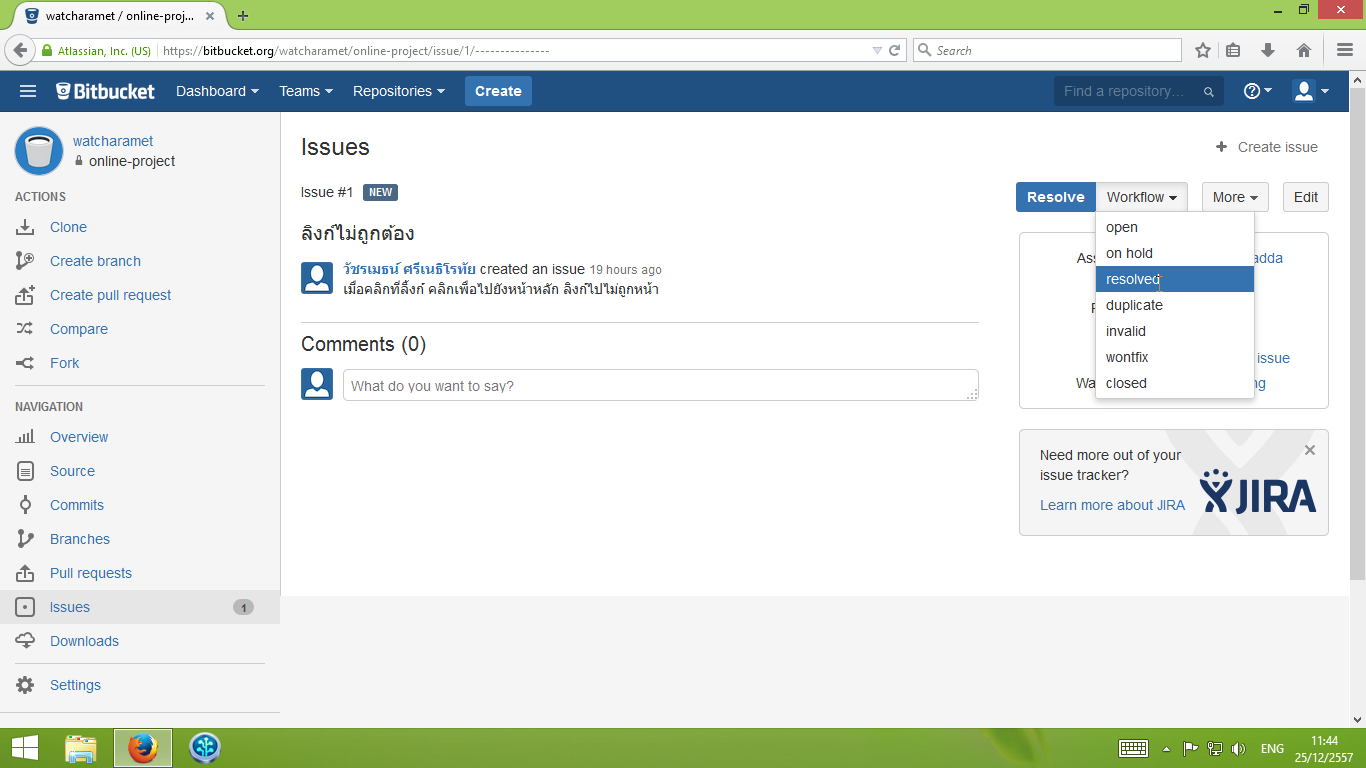 watcharamet / online-proj...
Atlassian, Inc. (US)
https://bitbucket.org/watcharamet/online-project/issue/1/---------------
Search
Bitbucket
Dashboard
Teams
Repositories
Create
Find a repository...
watcharamet
online-project
ACTIONS
Clone
Create branch
Create pull request
Compare
Fork
NAVIGATION
Overview
Source
Commits
Branches
Pull requests
Issues 1
Downloads
Settings
Issues
Create issue
Issue #1 NEW
Resolve
Workflow
More
Edit
open
on hold
resolved
duplicate
invalid
wontfix
closed
ลิงก์ไม่ถูกต้อง
วัชรเมธน์ ศรีเนธิโรทัย created an issue 19 hours ago
เมื่อคลิกที่ลิ้งก์ คลิกเพื่อไปยังหน้าหลัก ลิงก์ไปไม่ถูกหน้า
Comments (0)
What do you want to say?
issue
Need more out of your
issue tracker?
Learn more about JIRA
JIRA
ENG
11:44
25/12/2557